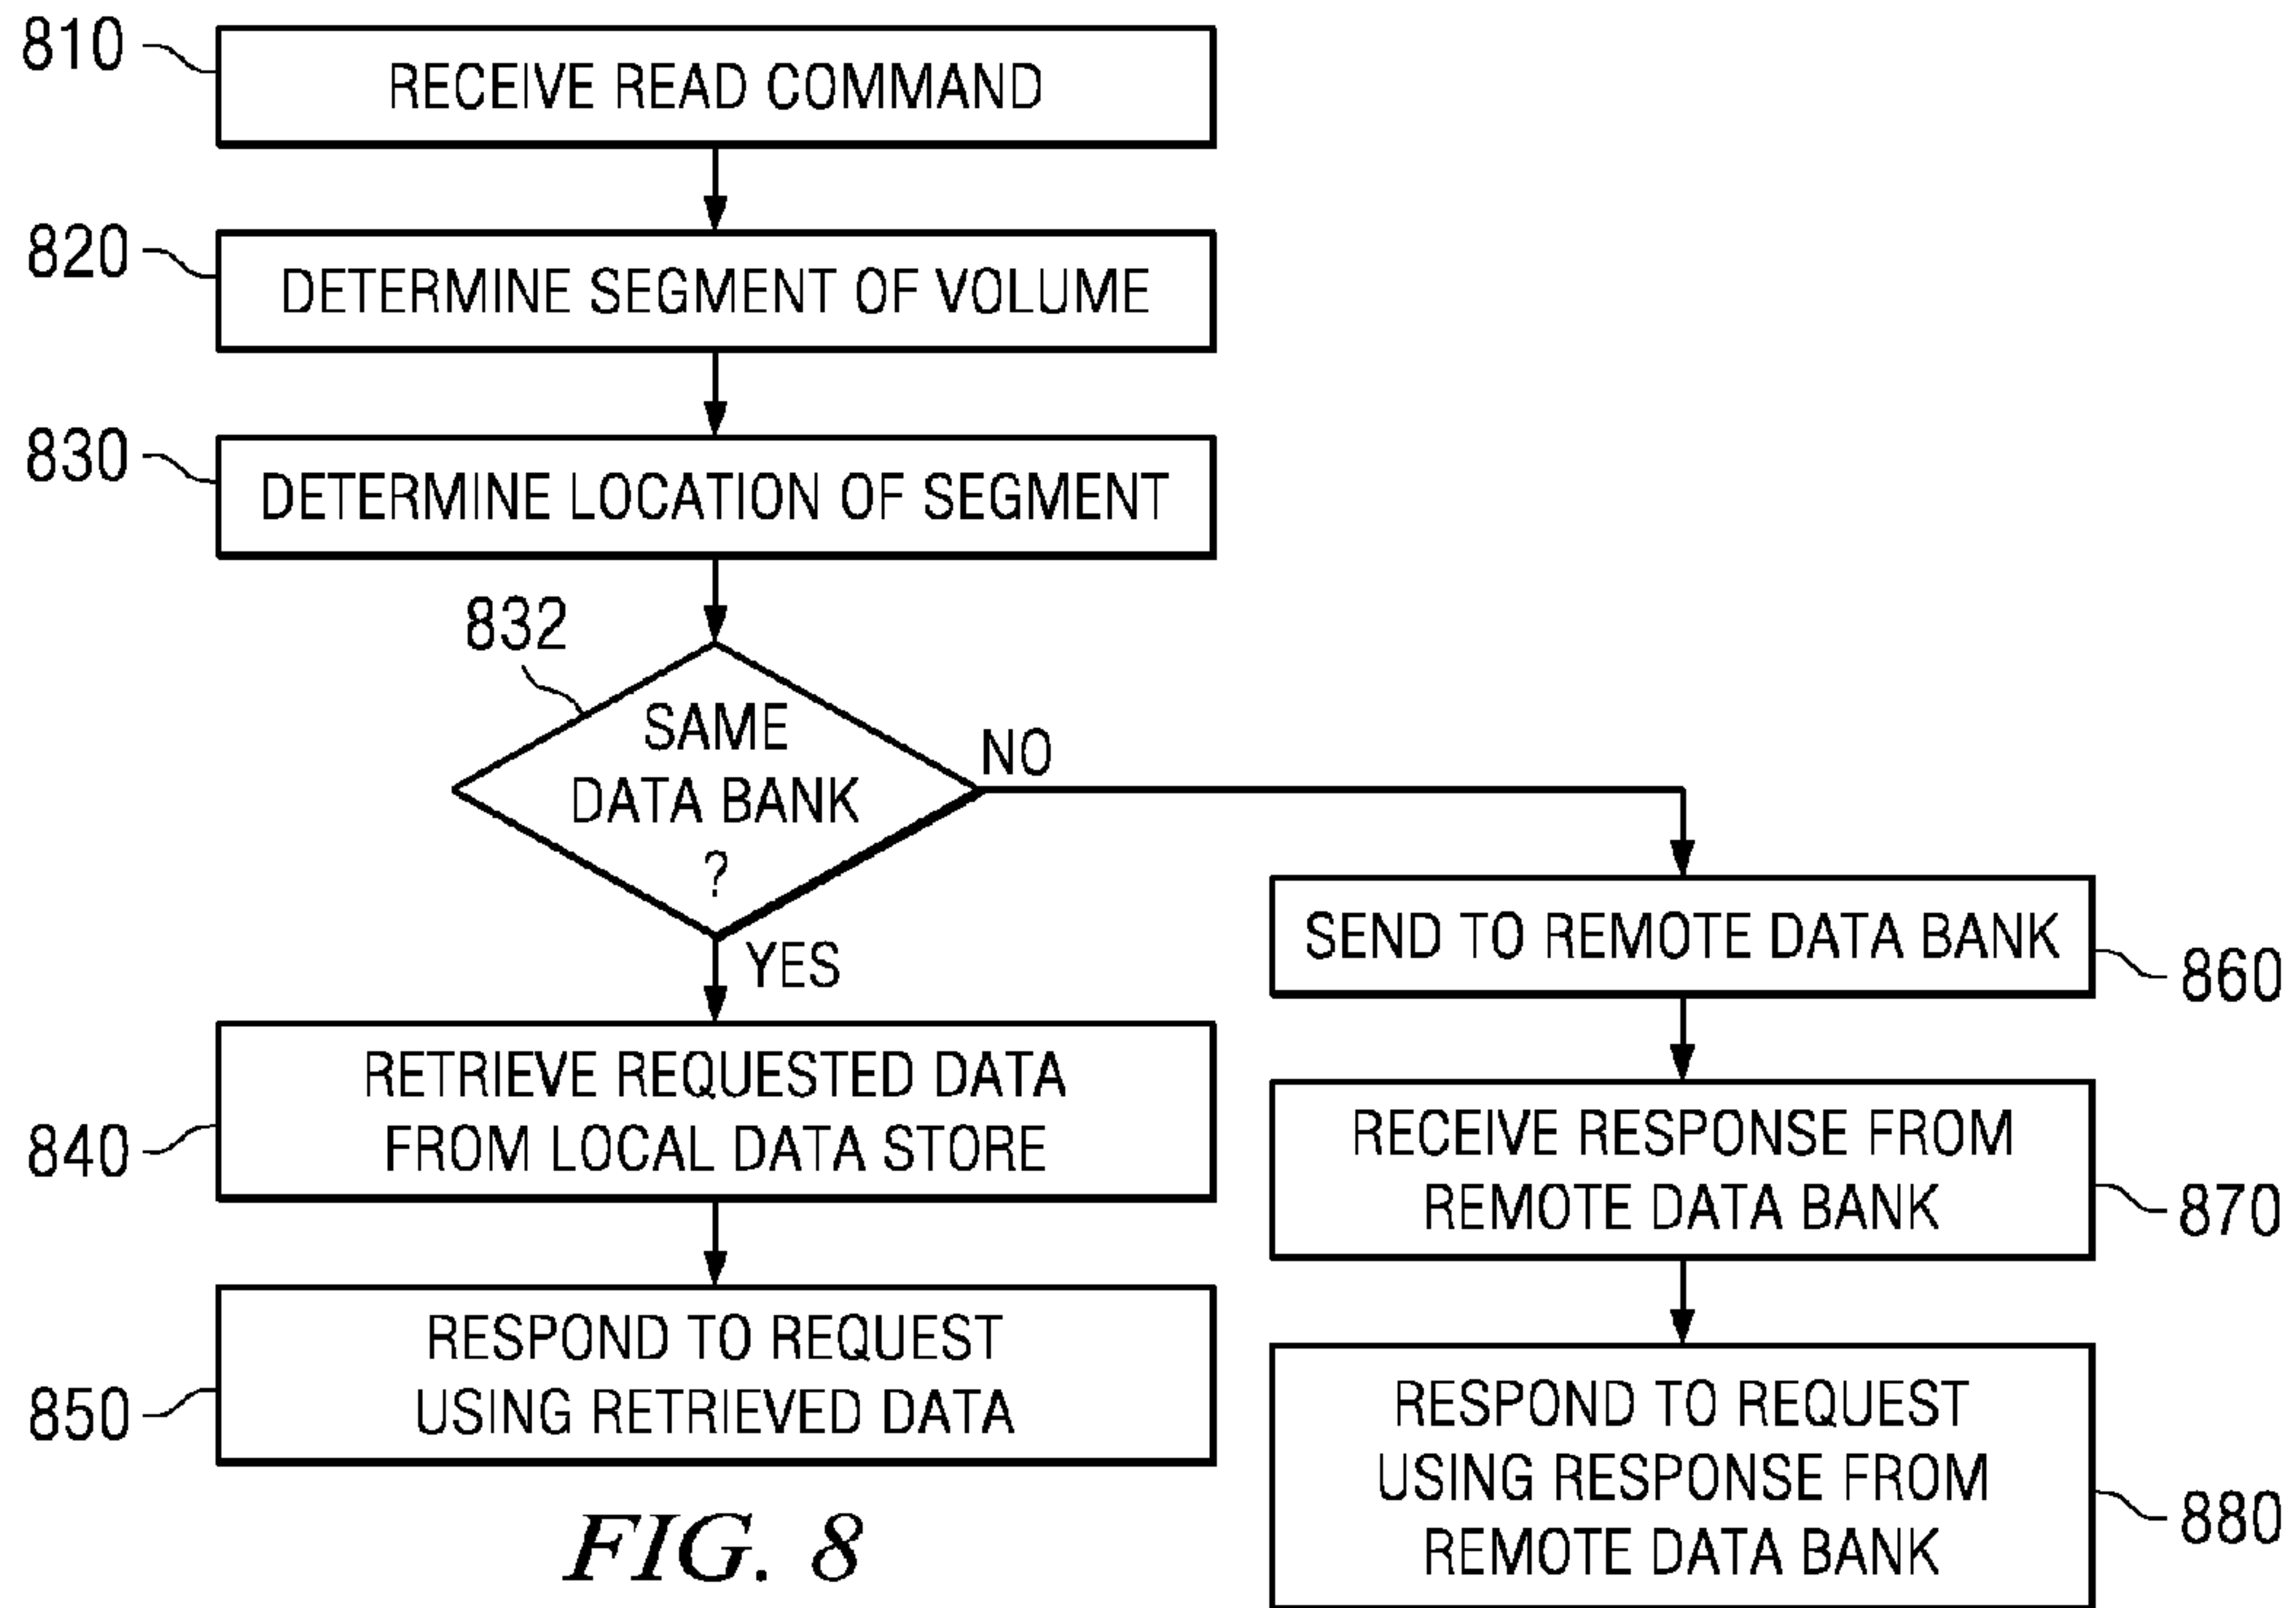 810
RECEIVE READ COMMAND
820
DETERMINE SEGMENT OF VOLUME
830
DETERMINE LOCATION OF SEGMENT
832
SAME
DATA BANK
?
NO
YES
840
RETRIEVE REQUESTED DATA
FROM LOCAL DATA STORE
850
RESPOND TO REQUEST
USING RETRIEVED DATA
SEND TO REMOTE DATA BANK
860
RECEIVE RESPONSE FROM
REMOTE DATA BANK
870
RESPOND TO REQUEST
USING RESPONSE FROM
REMOTE DATA BANK
880
FIG. 8